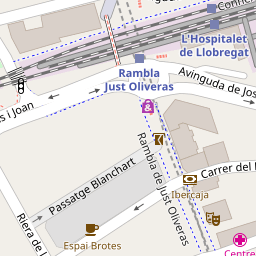 Connec
L'Hospitalet
de Llobregat
Rambla
Just Oliveras
Avinguda de Jos
s i Joan
Passatge Blanchart
Rambla de Just Oliveras
Carrer del
Ibercaja
Riera de l
Espai Brotes
Centre